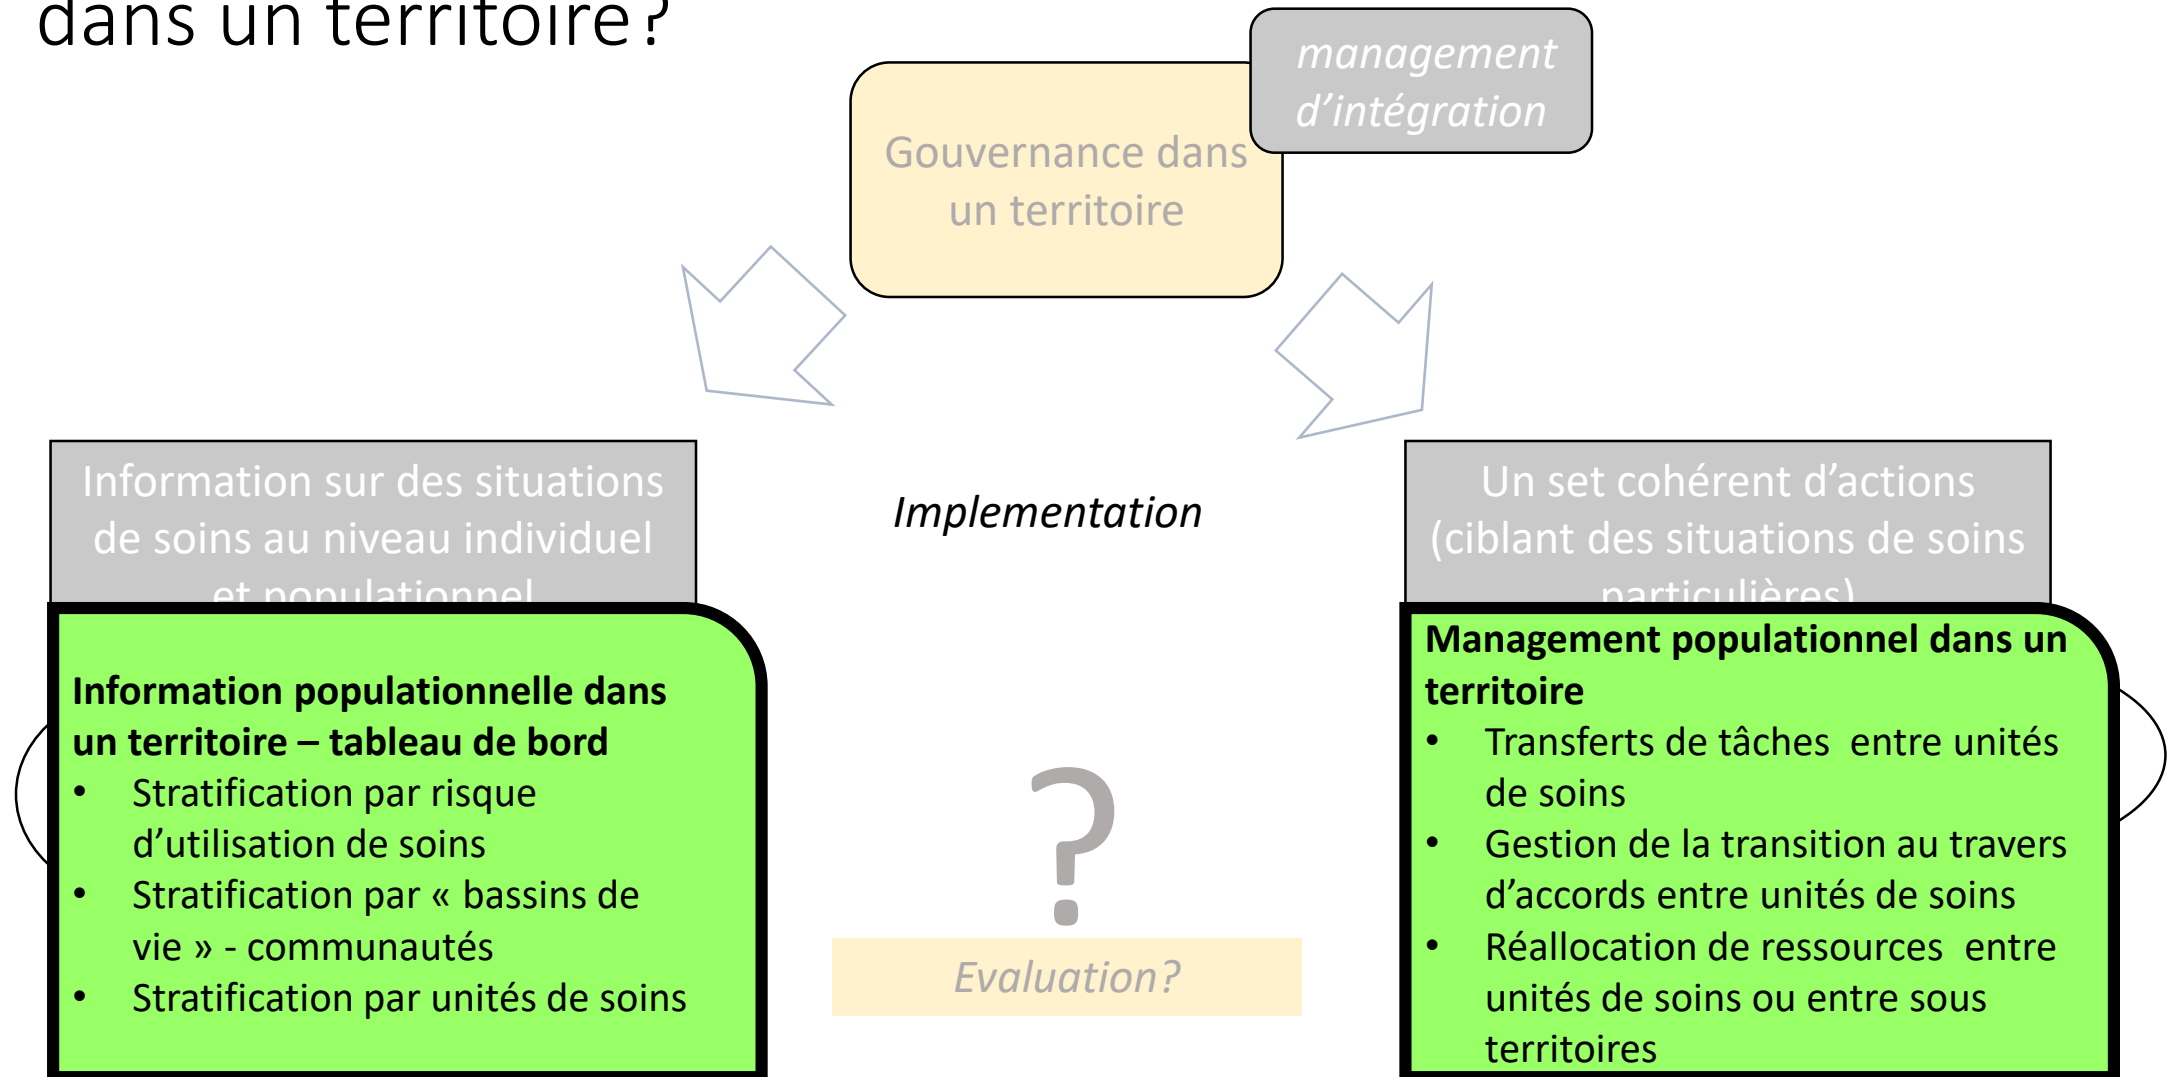 dans un territoire?
management
d’intégration
Gouvernance dans
un territoire
Information sur des situations
de soins au niveau individuel
et populationnel
Implementation
Un set cohérent d’actions
(ciblant des situations de soins
particulières)
Information populationnelle dans
un territoire – tableau de bord
• Stratification par risque
d’utilisation de soins
• Stratification par « bassins de
vie » - communautés
• Stratification par unités de soins
?
Evaluation?
Management populationnel dans un
territoire
• Transferts de tâches entre unités
de soins
• Gestion de la transition au travers
d’accords entre unités de soins
• Réallocation de ressources entre
unités de soins ou entre sous
territoires